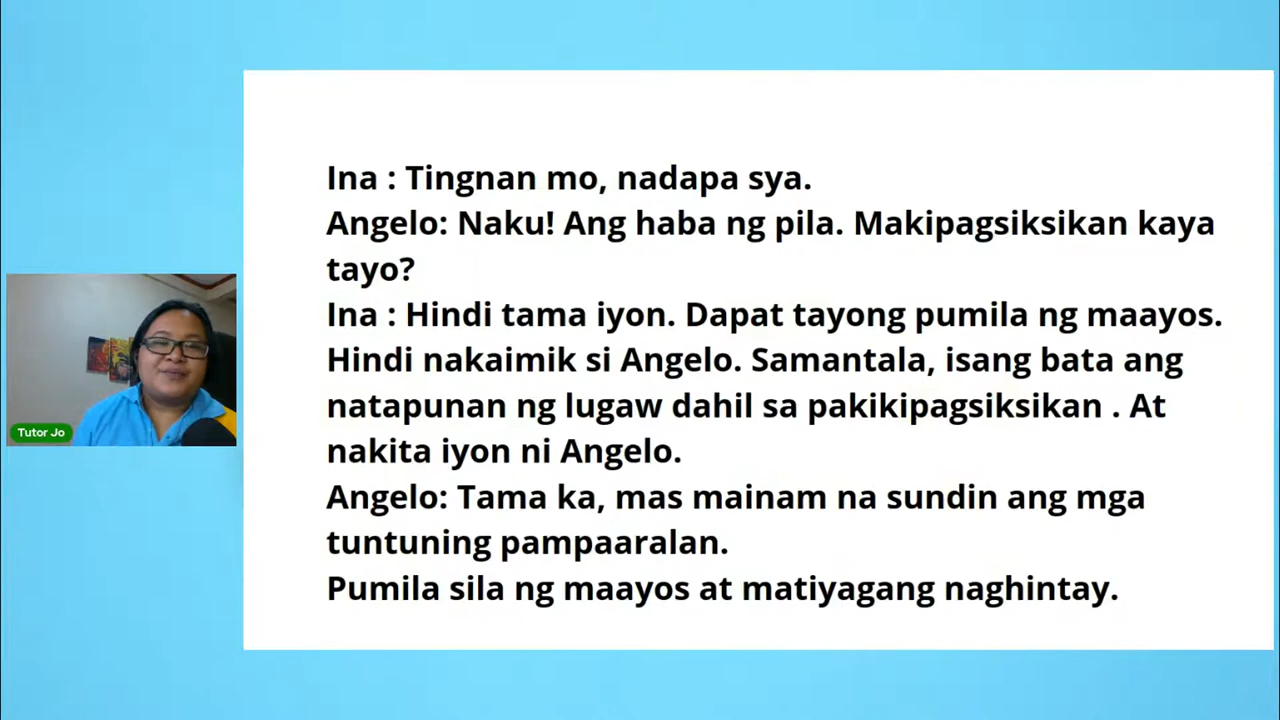 Ina : Tingnan mo, nadapa sya.
Angelo: Naku! Ang haba ng pila. Makipagsiksikan kaya
tayo?
Ina : Hindi tama iyon. Dapat tayong pumila ng maayos.
Hindi nakaimik si Angelo. Samantala, isang bata ang
natapunan ng lugaw dahil sa pakikipagsiksikan . At
nakita iyon ni Angelo.
Angelo: Tama ka, mas mainam na sundin ang mga
tuntuning pampaaralan.
Pumila sila ng maayos at matiyagang naghintay.
Tutor Jo